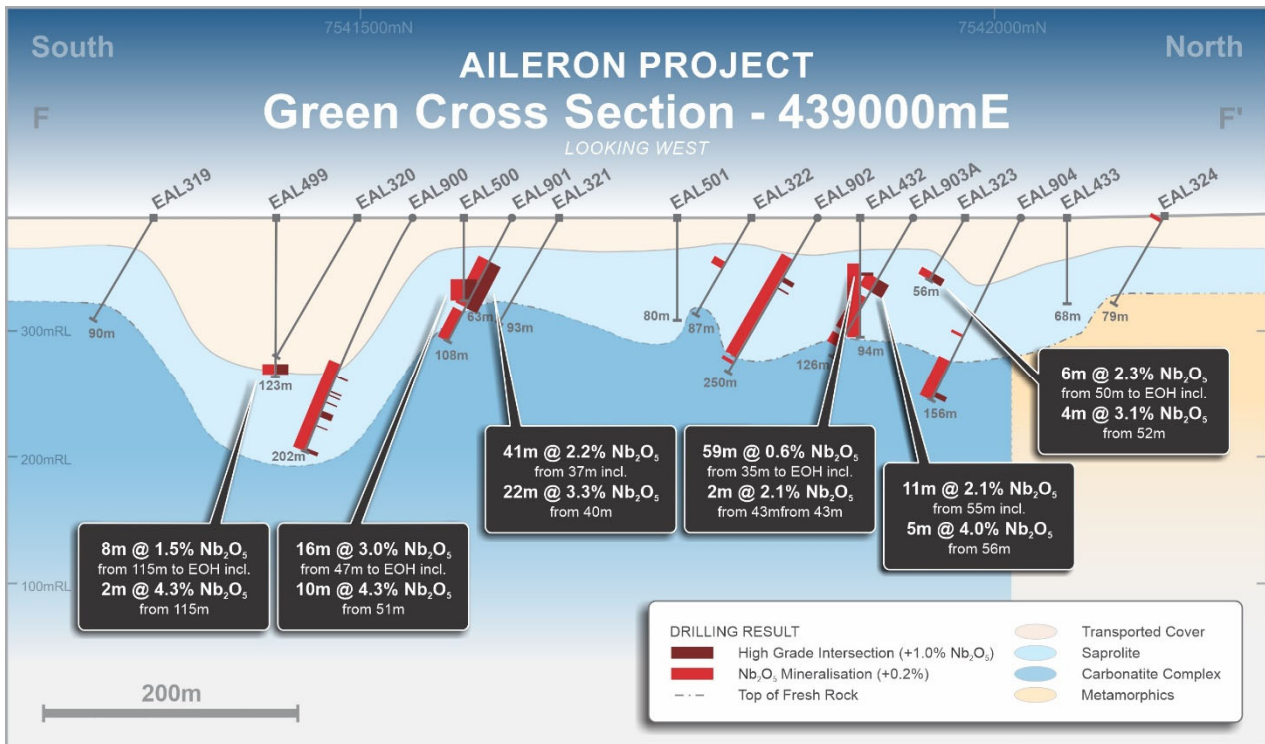 7541500mN
7542000mN
South
North
AILERON PROJECT
F
Green Cross Section - 439000mE
F'
LOOKING WEST
EAL319
EAL499
EAL320
EAL900
EAL500
EAL901
EAL321
EAL501
EAL322
EAL902
EAL432
EAL903A
EAL323
EAL904
EAL433
EAL324
300mRL
200mRL
100mRL
90m
123m
202m
108m
63m
93m
80m
87m
250m
126m
94m
56m
156m
68m
79m
8m @ 1.5% Nb₂O₅
from 115m to EOH incl.
2m @ 4.3% Nb₂O₅
from 115m
16m @ 3.0% Nb₂O₅
from 47m to EOH incl.
10m @ 4.3% Nb₂O₅
from 51m
41m @ 2.2% Nb₂O₅
from 37m incl.
22m @ 3.3% Nb₂O₅
from 40m
59m @ 0.6% Nb₂O₅
from 35m to EOH incl.
2m @ 2.1% Nb₂O₅
from 43mfrom 43m
11m @ 2.1% Nb₂O₅
from 55m incl.
5m @ 4.0% Nb₂O₅
from 56m
6m @ 2.3% Nb₂O₅
from 50m to EOH incl.
4m @ 3.1% Nb₂O₅
from 52m
200m
DRILLING RESULT
High Grade Intersection (+1.0% Nb₂O₅)
Nb₂O₅ Mineralisation (+0.2%)
Top of Fresh Rock
Transported Cover
Saprolite
Carbonatite Complex
Metamorphics